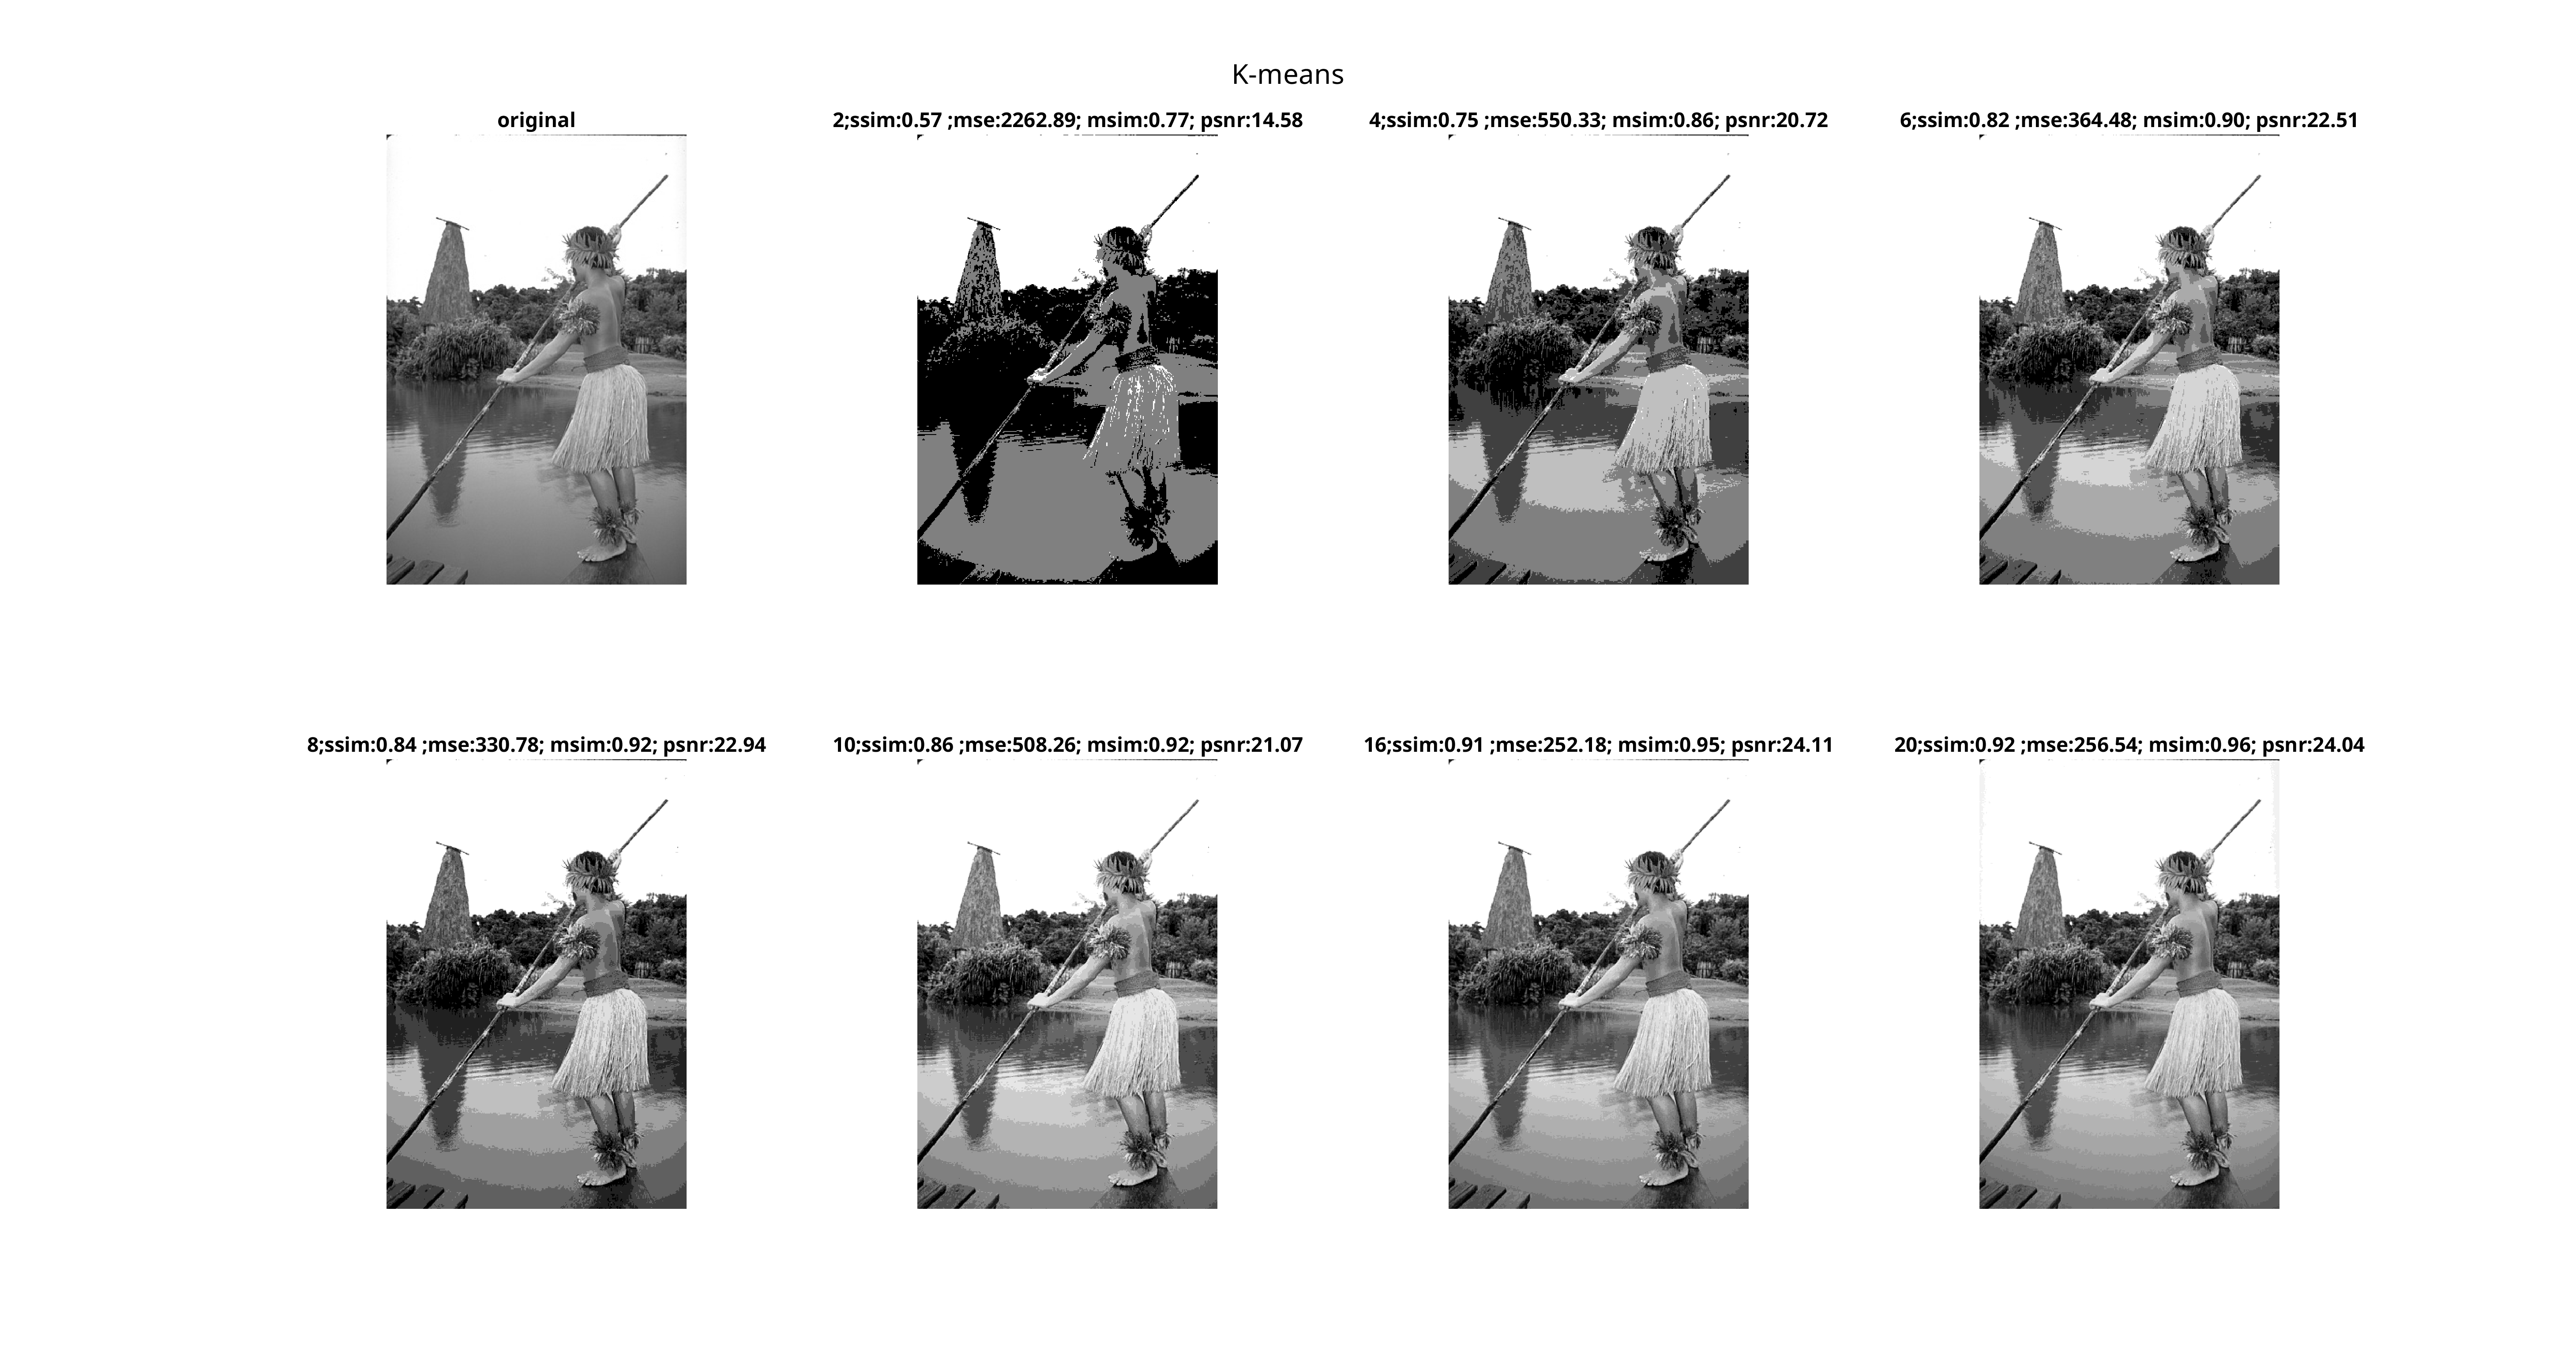 K-means
original
2;ssim:0.57 ;mse:2262.89; msim:0.77; psnr:14.58
4;ssim:0.75 ;mse:550.33; msim:0.86; psnr:20.72
6;ssim:0.82 ;mse:364.48; msim:0.90; psnr:22.51
8;ssim:0.84 ;mse:330.78; msim:0.92; psnr:22.94
10;ssim:0.86 ;mse:508.26; msim:0.92; psnr:21.07
16;ssim:0.91 ;mse:252.18; msim:0.95; psnr:24.11
20;ssim:0.92 ;mse:256.54; msim:0.96; psnr:24.04